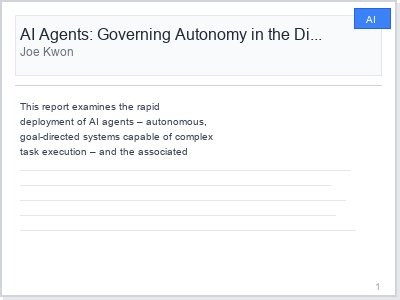 AI
AI Agents: Governing Autonomy in the Di...
Joe Kwon
This report examines the rapid
deployment of AI agents – autonomous,
goal-directed systems capable of complex
task execution – and the associated
1